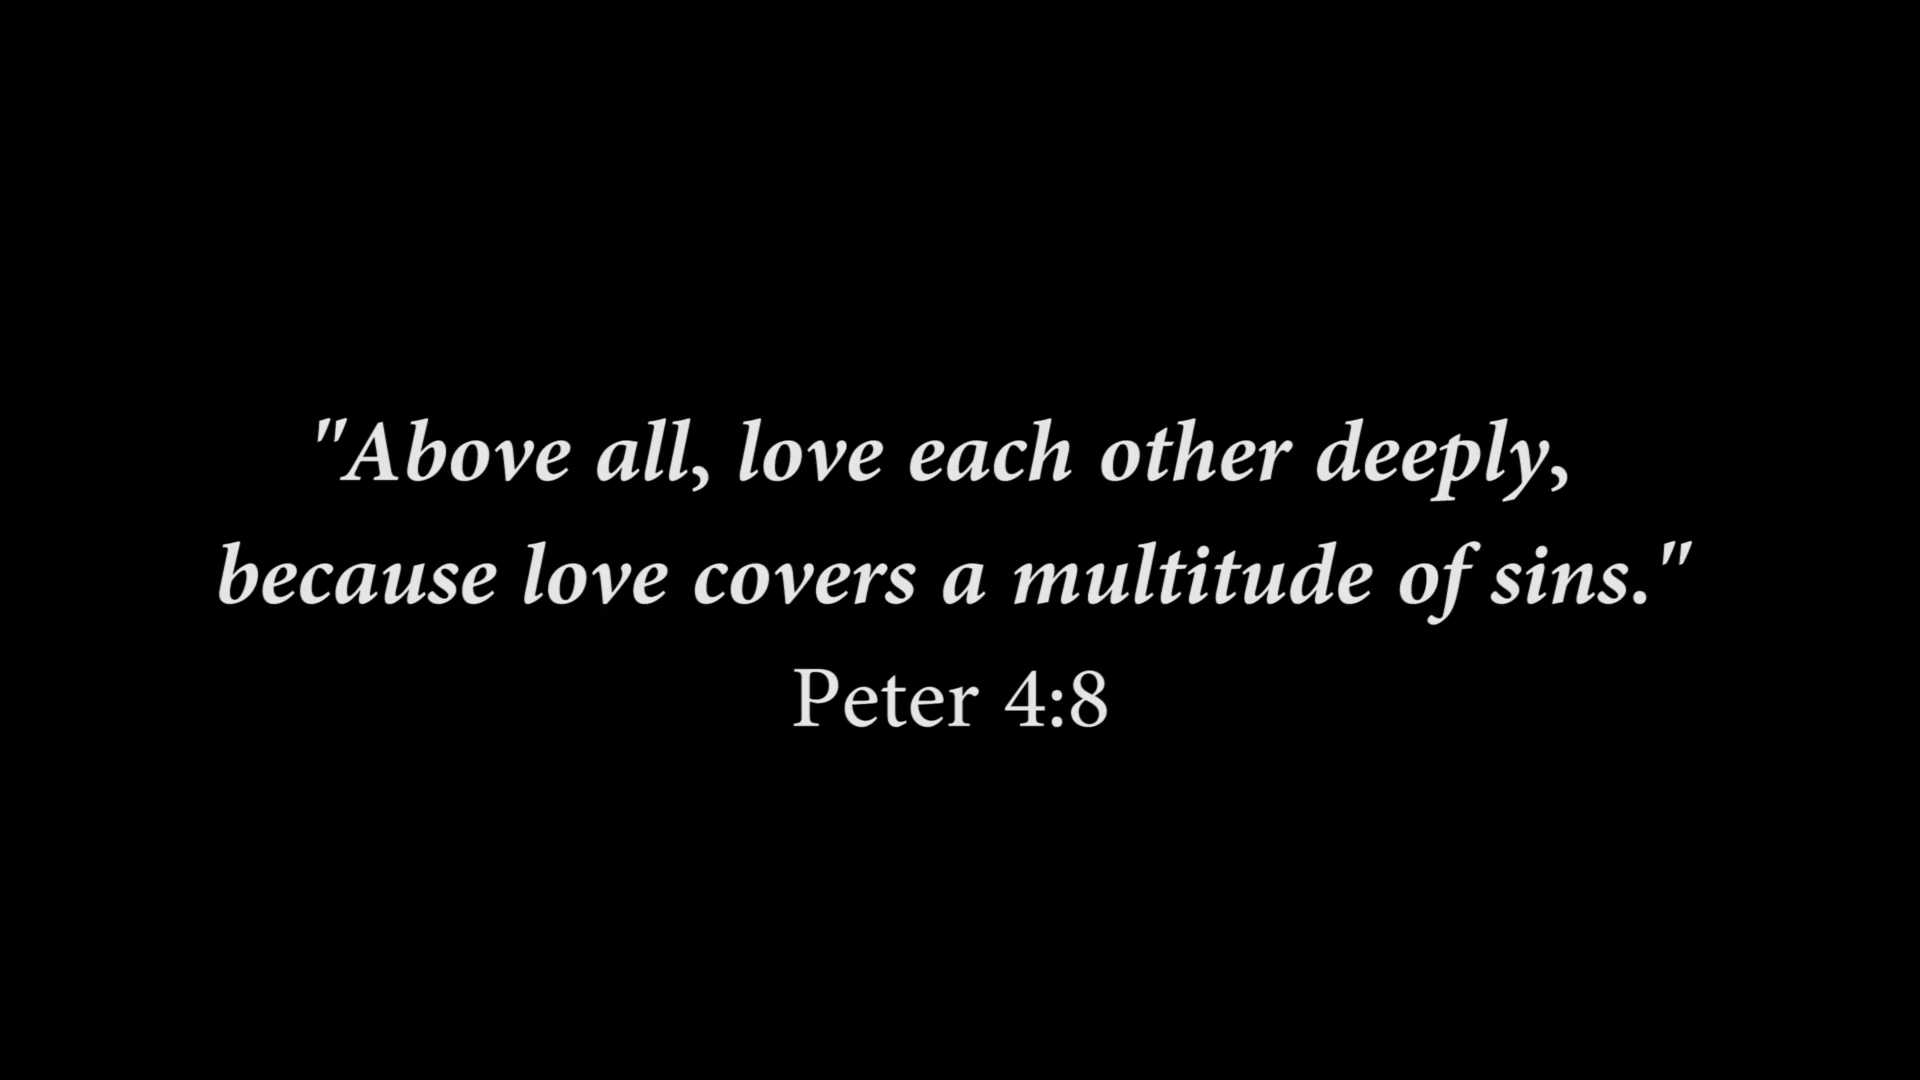 "Above all, love each other deeply,
because love covers a multitude of sins."
Peter 4:8